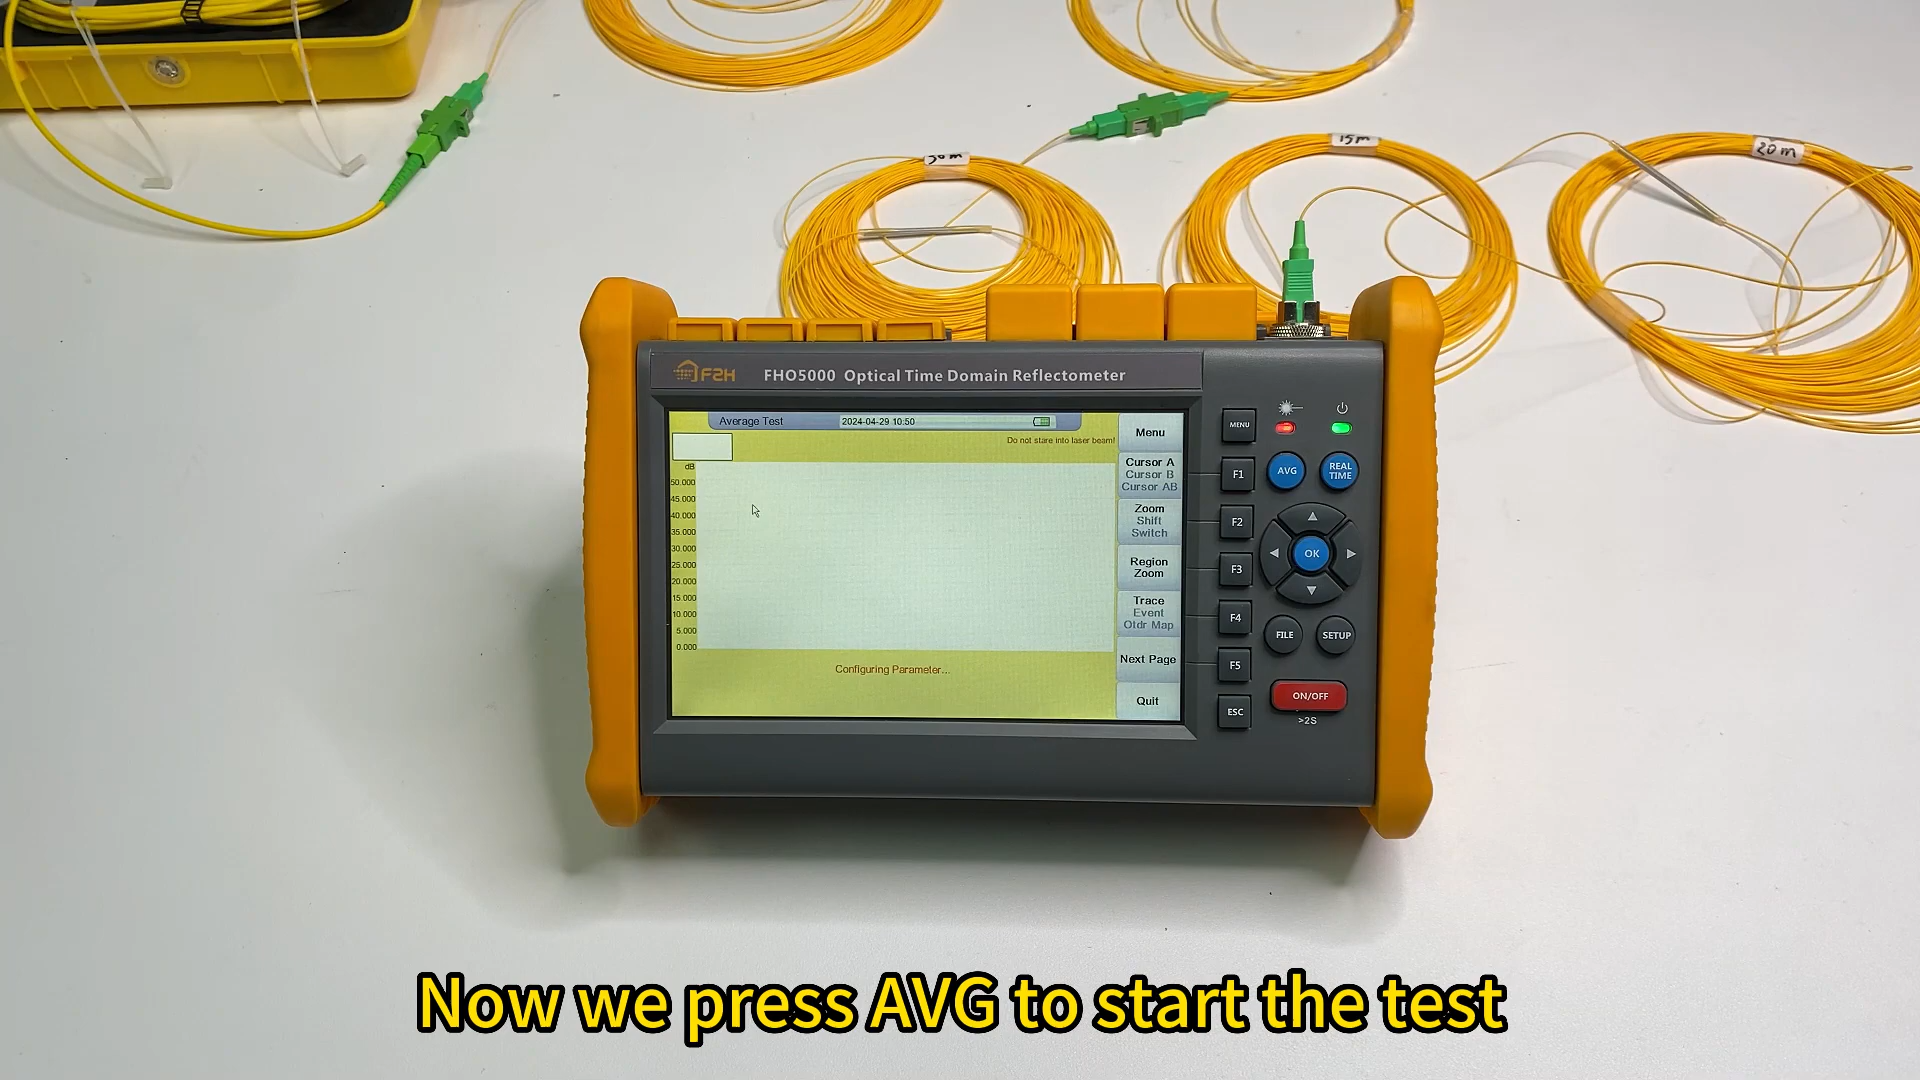 30m
15m
20m
F2H
FHO5000 Optical Time Domain Reflectometer
Average Test
2024-04-29 10:50
Do not stare into laser beam!
dB
50.000
45.000
40.000
35.000
30.000
25.000
20.000
15.000
10.000
5.000
0.000
Configuring Parameter...
Menu
Cursor A
Cursor B
Cursor AB
Zoom
Shift
Switch
Region
Zoom
Trace
Event
Otdr Map
Next Page
Quit
MENU
F1
F2
F3
F4
F5
ESC
AVG
REAL
TIME
OK
FILE
SETUP
ON/OFF
>2S
Now we press AVG to start the test